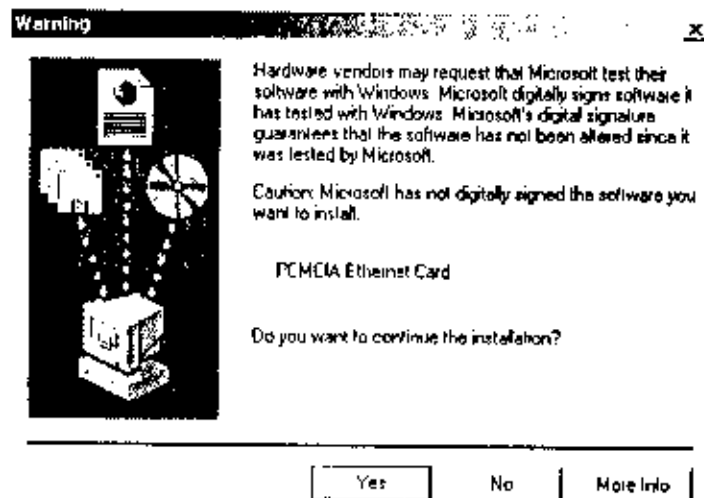 Warning
Hardware vendors may request that Microsoft test their
software with Windows. Microsoft digitally signs software it
has tested with Windows. Microsoft's digital signature
guarantees that the software has not been altered since it
was tested by Microsoft.
Caution: Microsoft has not digitally signed the software you
want to install.
PCMCIA Ethernet Card
Do you want to continue the installation?
Yes
No
More Info